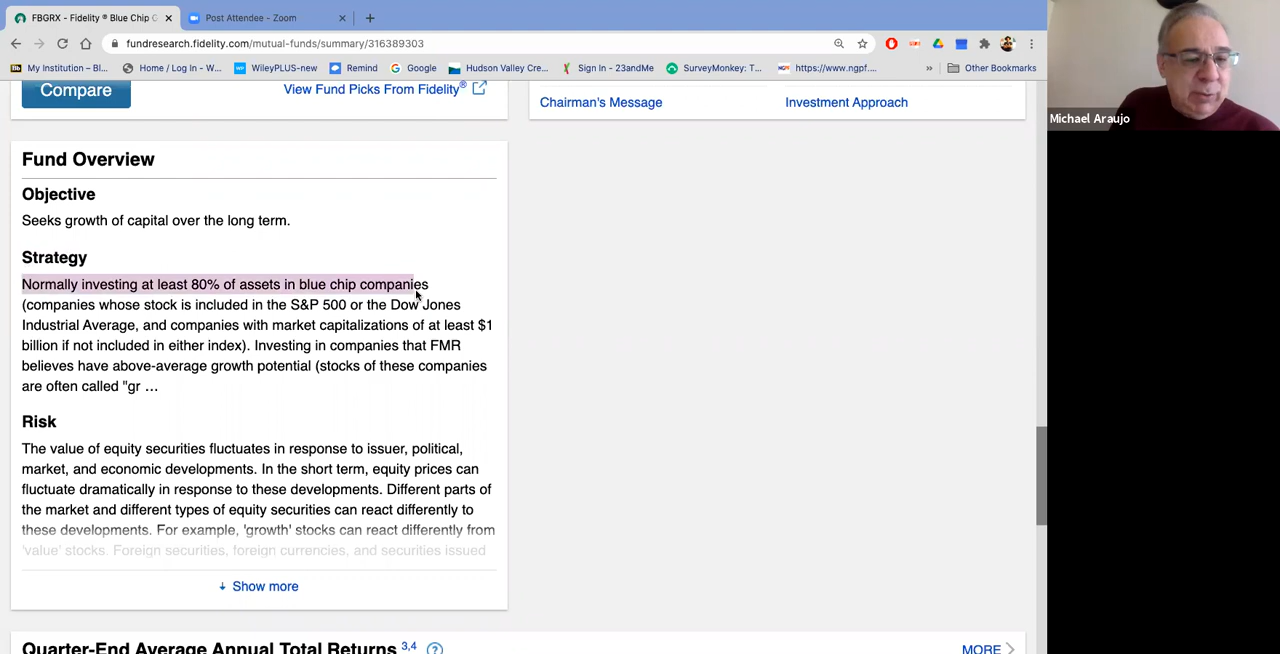 FBGRX - Fidelity ® Blue Chip G
Post Attendee - Zoom
fundresearch.fidelity.com/mutual-funds/summary/316389303
Bb My Institution – Bl...
Home / Log In - W...
WP WileyPLUS-new
Remind
Google
Hudson Valley Cre...
Sign In - 23andMe
SurveyMonkey: T...
https://www.ngpf....
»
Other Bookmarks
Compare
View Fund Picks From Fidelity®
Chairman's Message
Investment Approach
Michael Araujo
Fund Overview
Objective
Seeks growth of capital over the long term.
Strategy
Normally investing at least 80% of assets in blue chip companies
(companies whose stock is included in the S&P 500 or the Dow Jones
Industrial Average, and companies with market capitalizations of at least $1
billion if not included in either index). Investing in companies that FMR
believes have above-average growth potential (stocks of these companies
are often called "gr ...
Risk
The value of equity securities fluctuates in response to issuer, political,
market, and economic developments. In the short term, equity prices can
fluctuate dramatically in response to these developments. Different parts of
the market and different types of equity securities can react differently to
these developments. For example, 'growth' stocks can react differently from
'value' stocks. Foreign securities, foreign currencies, and securities issued
Show more
Quarter-End Average Annual Total Returns 3,4 ?
MORE